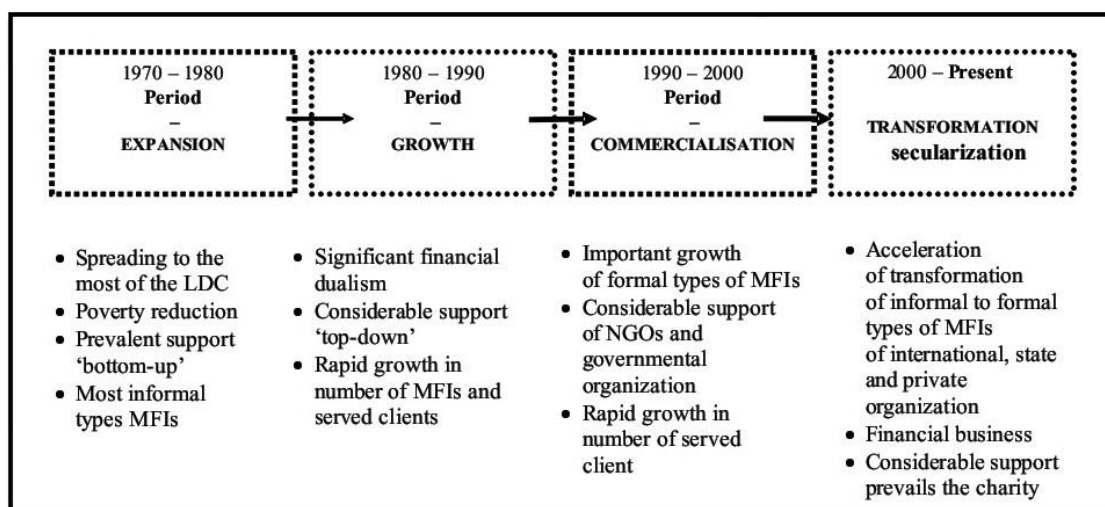 1970 – 1980
Period
–
EXPANSION
1980 – 1990
Period
–
GROWTH
1990 – 2000
Period
–
COMMERCIALISATION
2000 – Present
TRANSFORMATION
secularization
• Spreading to the
most of the LDC
• Poverty reduction
• Prevalent support
‘bottom-up’
• Most informal
types MFIs
• Significant financial
dualism
• Considerable support
‘top-down’
• Rapid growth in
number of MFIs and
served clients
• Important growth
of formal types of MFIs
• Considerable support
of NGOs and
governmental
organization
• Rapid growth in
number of served
client
• Acceleration
of transformation
of informal to formal
types of MFIs
of international, state
and private
organization
• Financial business
• Considerable support
prevails the charity